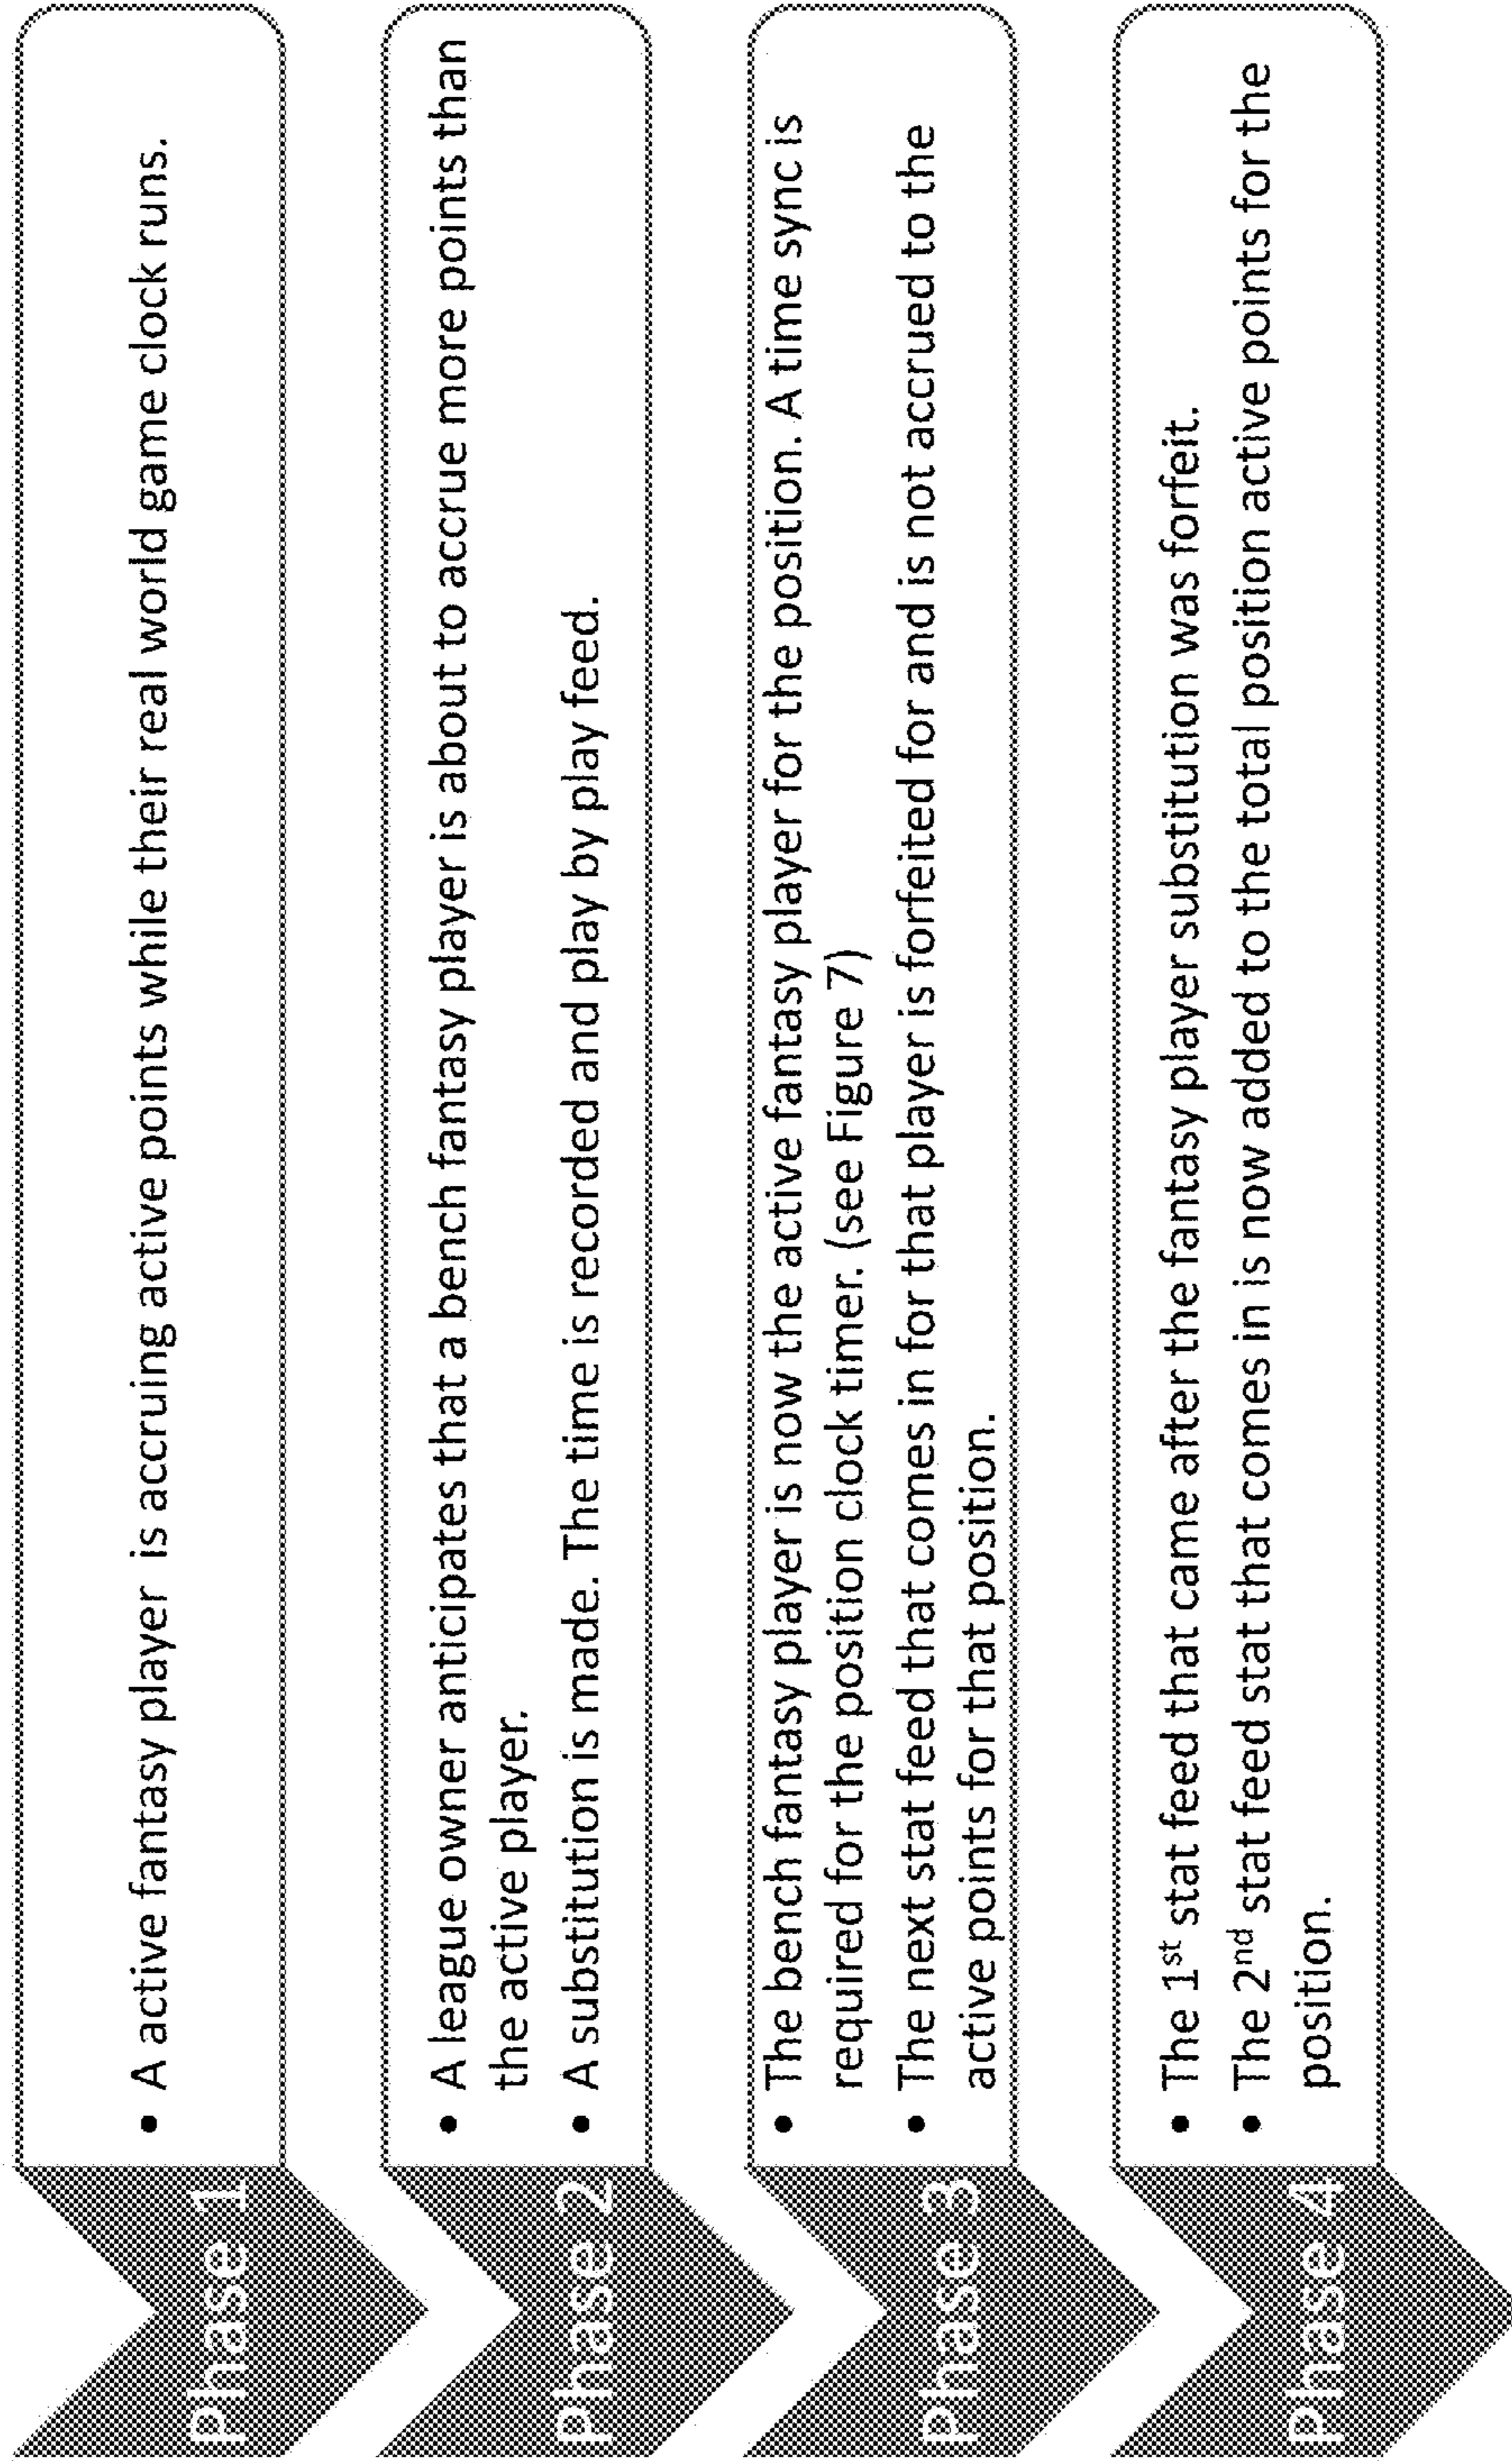 Phase 1
• A active fantasy player is accruing active points while their real world game clock runs.
Phase 2
• A league owner anticipates that a bench fantasy player is about to accrue more points than
the active player.
• A substitution is made. The time is recorded and play by play feed.
Phase 3
• The bench fantasy player is now the active fantasy player for the position. A time sync is
required for the position clock timer. (see Figure 7)
• The next stat feed that comes in for that player is forfeited for and is not accrued to the
active points for that position.
Phase 4
• The 1st stat feed that came after the fantasy player substitution was forfeit.
• The 2nd stat feed stat that comes in is now added to the total position active points for the
position.